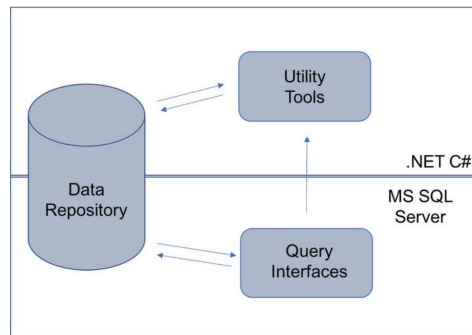 Utility
Tools
.NET C#
Data
Repository
MS SQL
Server
Query
Interfaces